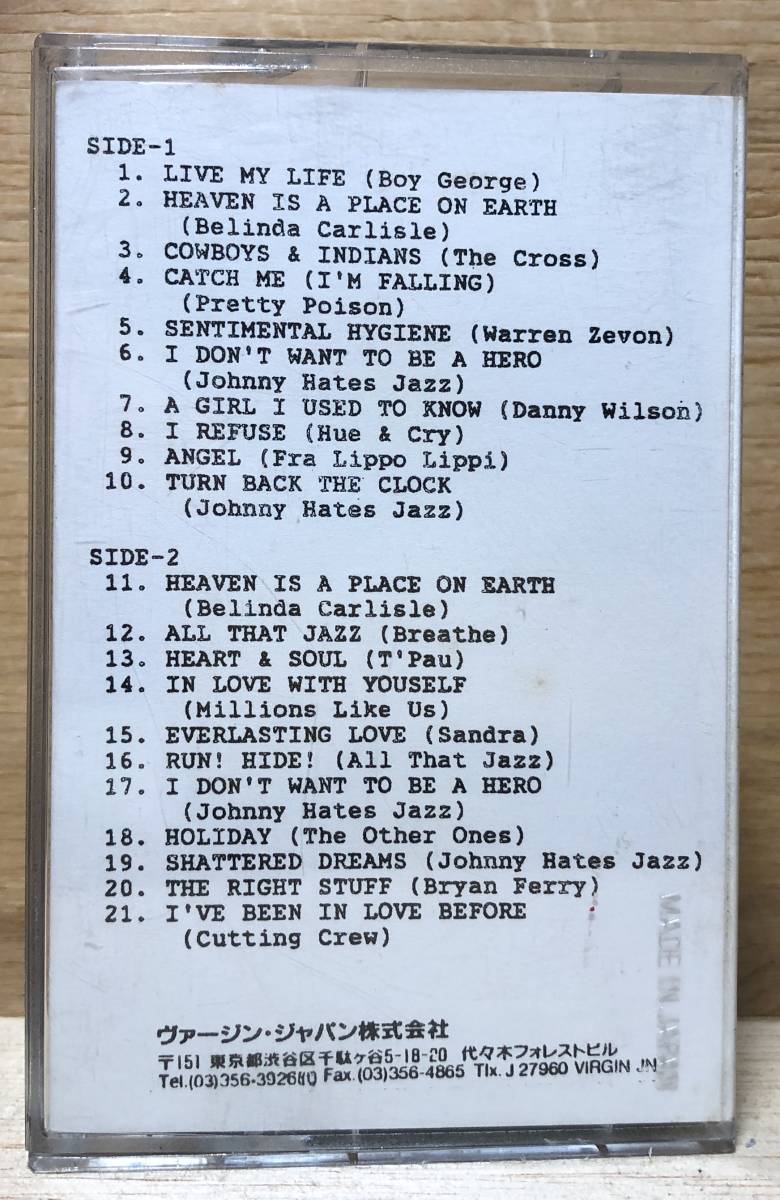 SIDE-1
1. LIVE MY LIFE (Boy George)
2. HEAVEN IS A PLACE ON EARTH
(Belinda Carlisle)
3. COWBOYS & INDIANS (The Cross)
4. CATCH ME (I'M FALLING)
(Pretty Poison)
5. SENTIMENTAL HYGIENE (Warren Zevon)
6. I DON'T WANT TO BE A HERO
(Johnny Hates Jazz)
7. A GIRL I USED TO KNOW (Danny Wilson)
8. I REFUSE (Hue & Cry)
9. ANGEL (Fra Lippo Lippi)
10. TURN BACK THE CLOCK
(Johnny Hates Jazz)
SIDE-2
11. HEAVEN IS A PLACE ON EARTH
(Belinda Carlisle)
12. ALL THAT JAZZ (Breathe)
13. HEART & SOUL (T'Pau)
14. IN LOVE WITH YOUSELF
(Millions Like Us)
15. EVERLASTING LOVE (Sandra)
16. RUN! HIDE! (All That Jazz)
17. I DON'T WANT TO BE A HERO
(Johnny Hates Jazz)
18. HOLIDAY (The Other Ones)
19. SHATTERED DREAMS (Johnny Hates Jazz)
20. THE RIGHT STUFF (Bryan Ferry)
21. I'VE BEEN IN LOVE BEFORE
(Cutting Crew)
ヴァージン・ジャパン株式会社
〒151 東京都渋谷区千駄ヶ谷5-18-20 代々木フォレストビル
Tel.(03) Fax.(03)356-4865 Tlx. J 27960 VIRGIN JN
MADE IN JAPAN